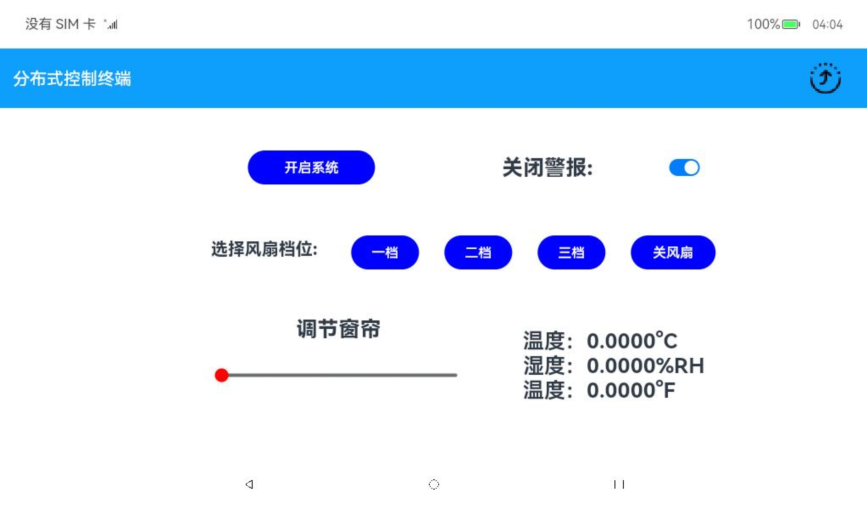 没有 SIM 卡
100% 04:04
分布式控制终端
开启系统 关闭警报:
选择风扇档位: 一档 二档 三档 关风扇
调节窗帘
温度：0.0000℃
湿度：0.0000%RH
温度：0.0000℉